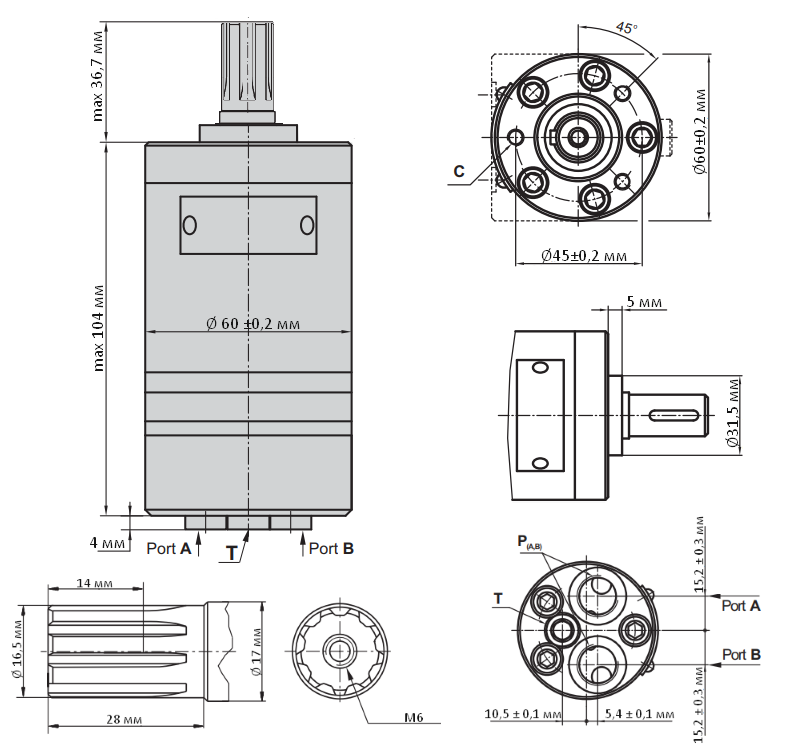 max 36,7 мм
max 104 мм
Ø 60 ±0,2 мм
4 мм
Port A
T
Port B
45°
C
Ø60±0,2 мм
Ø45±0,2 мм
5 мм
Ø31,5 мм
14 мм
Ø 16,5 мм
Ø 17 мм
28 мм
M6
P(A,B)
T
15,2 ± 0,3 мм
Port A
Port B
15,2 ± 0,3 мм
10,5 ± 0,1 мм
5,4 ± 0,1 мм